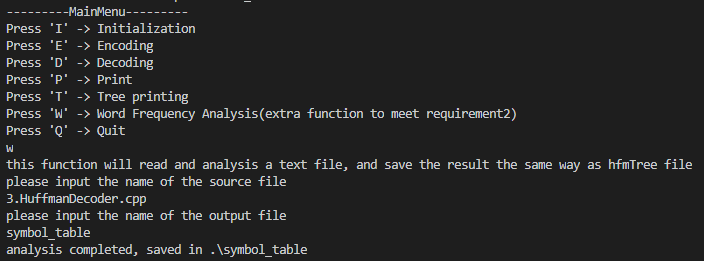 ---------MainMenu---------
Press 'I' -> Initialization
Press 'E' -> Encoding
Press 'D' -> Decoding
Press 'P' -> Print
Press 'T' -> Tree printing
Press 'W' -> Word Frequency Analysis(extra function to meet requirement2)
Press 'Q' -> Quit
w
this function will read and analysis a text file, and save the result the same way as hfmTree file
please input the name of the source file
3.HuffmanDecoder.cpp
please input the name of the output file
symbol_table
analysis completed, saved in .\symbol_table